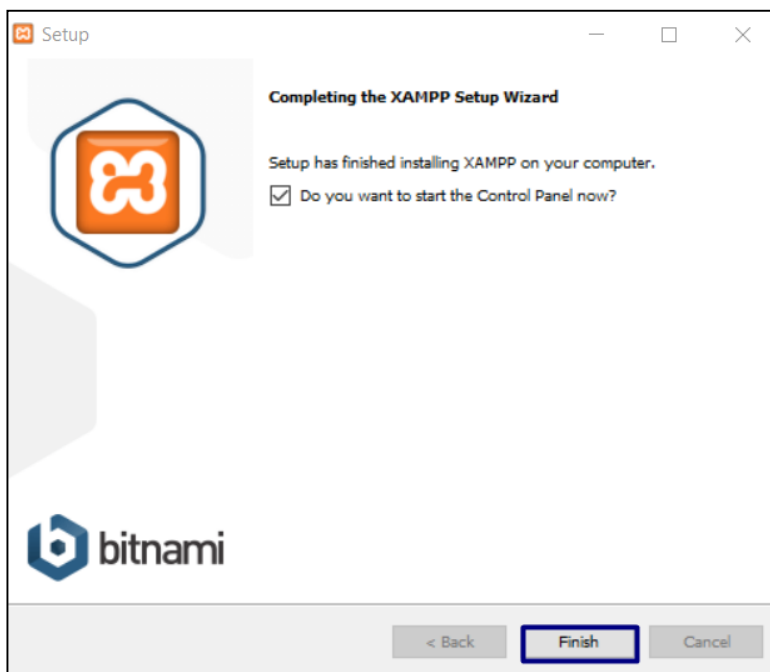 Setup
Completing the XAMPP Setup Wizard
Setup has finished installing XAMPP on your computer.
Do you want to start the Control Panel now?
bitnami
< Back
Finish
Cancel